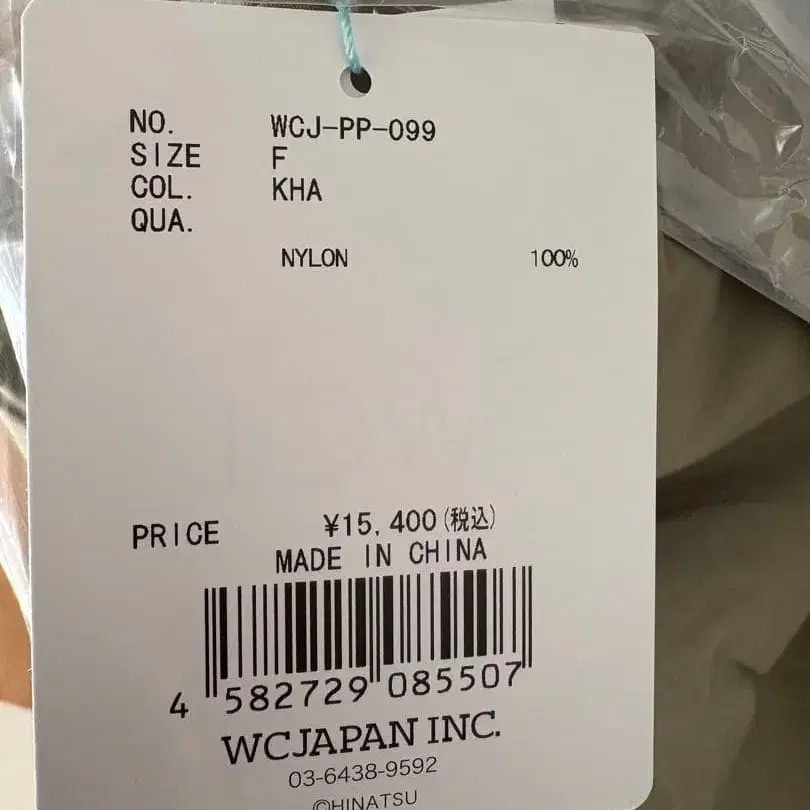 NO. WCJ-PP-099
SIZE F
COL. KHA
QUA.
NYLON 100%
PRICE ¥15,400(税込)
MADE IN CHINA
4 582729 085507
WCJAPAN INC.
03-6438-9592
©HINATSU